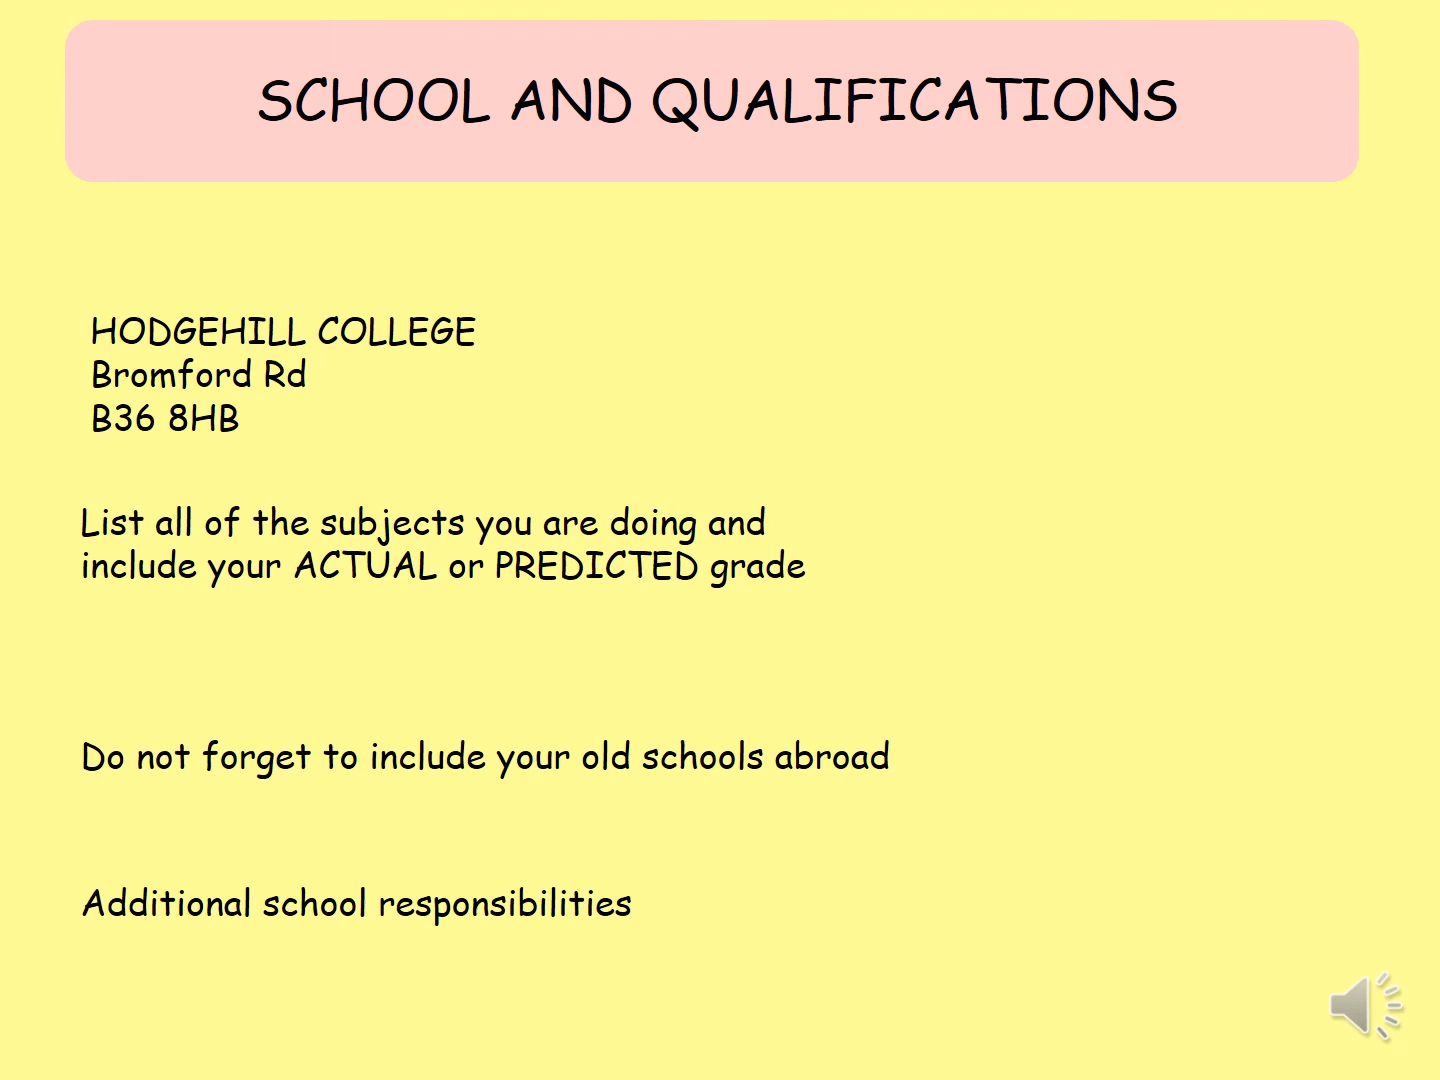 SCHOOL AND QUALIFICATIONS
HODGEHILL COLLEGE
Bromford Rd
B36 8HB
List all of the subjects you are doing and
include your ACTUAL or PREDICTED grade
Do not forget to include your old schools abroad
Additional school responsibilities